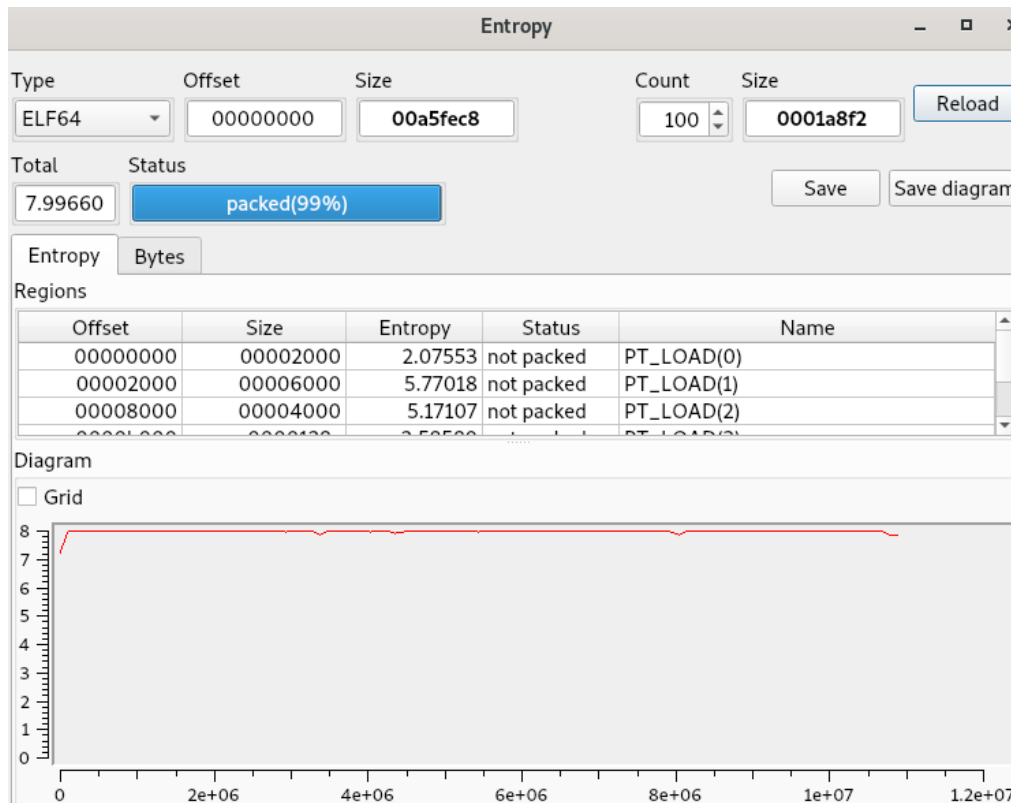 Entropy
Type Offset Size Count Size
ELF64 00000000 00a5fec8 100 0001a8f2 Reload
Total Status
7.99660 packed(99%) Save Save diagram
Entropy Bytes
Regions
Offset Size Entropy Status Name
00000000 00002000 2.07553 not packed PT_LOAD(0)
00002000 00006000 5.77018 not packed PT_LOAD(1)
00008000 00004000 5.17107 not packed PT_LOAD(2)
Diagram
Grid
8
7
6
5
4
3
2
1
0
0 2e+06 4e+06 6e+06 8e+06 1e+07 1.2e+07